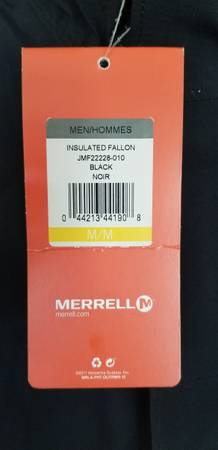 MEN/HOMMES
INSULATED FALLON
JMF22228-010
BLACK
NOIR
0 44213 44190 8
M/M
MERRELL M
merrell.com